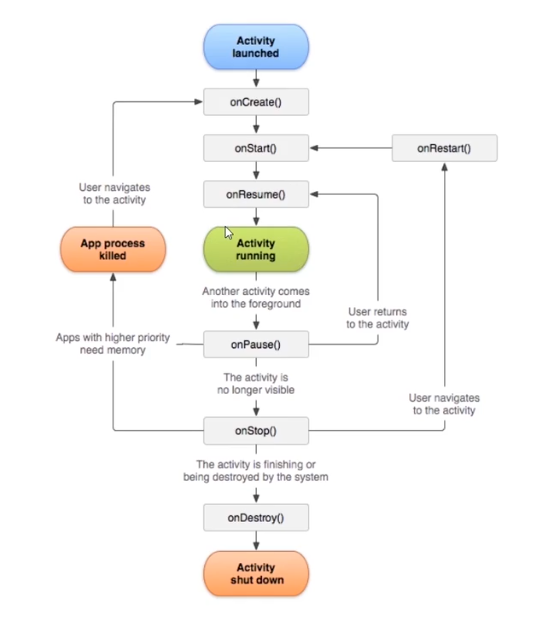 Activity
launched
onCreate()
onStart()
onRestart()
User navigates
to the activity
onResume()
App process
killed
Activity
running
Another activity comes
into the foreground
User returns
to the activity
Apps with higher priority
need memory
onPause()
The activity is
no longer visible
User navigates
to the activity
onStop()
The activity is finishing or
being destroyed by the system
onDestroy()
Activity
shut down